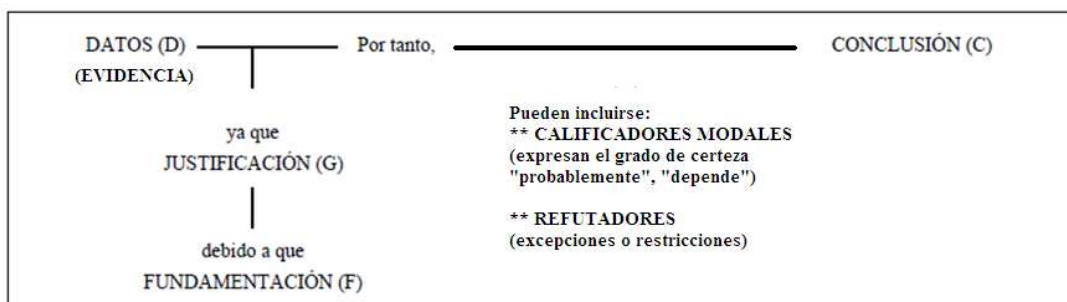 DATOS (D) Por tanto, CONCLUSIÓN (C)
(EVIDENCIA)
Pueden incluirse:
** CALIFICADORES MODALES
(expresan el grado de certeza
"probablemente", "depende")
ya que
JUSTIFICACIÓN (G)
** REFUTADORES
(excepciones o restricciones)
debido a que
FUNDAMENTACIÓN (F)